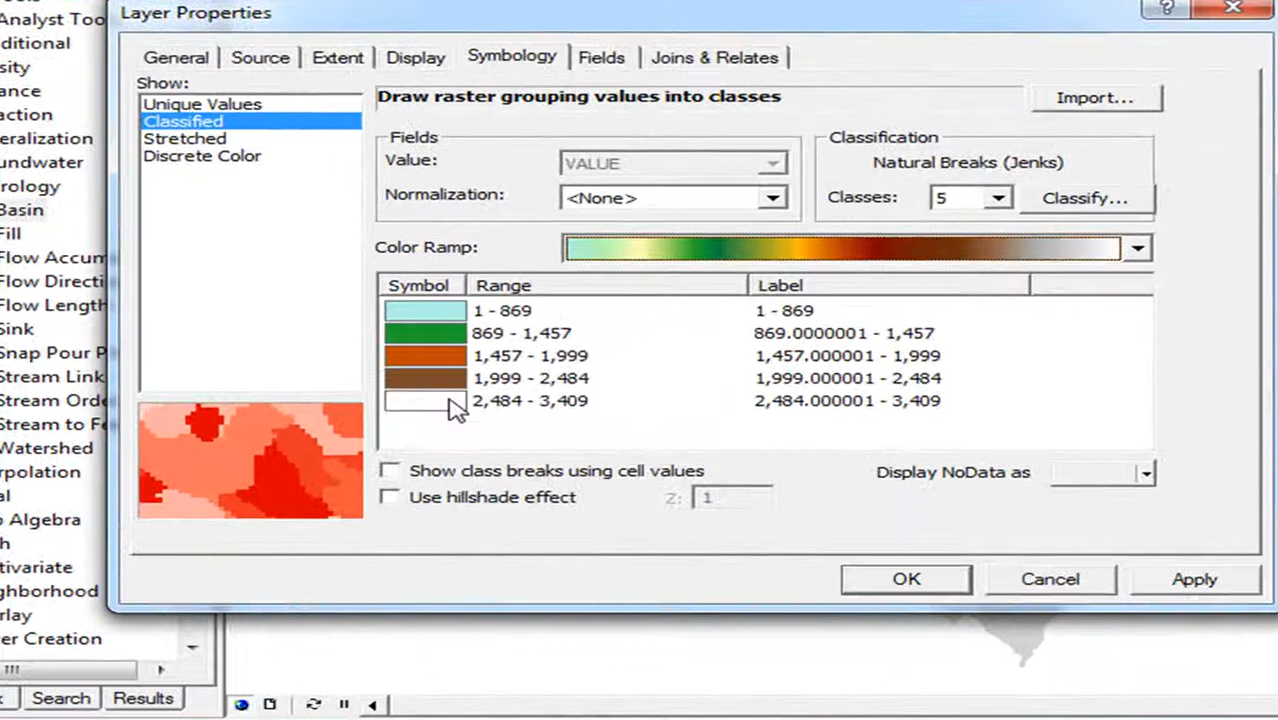 Layer Properties
Analyst Too
ditional
sity
ance
action
eralization
undwater
rology
Basin
Fill
Flow Accum
Flow Directi
Flow Length
Sink
Snap Pour P
Stream Link
Stream Orde
Stream to Fe
Watershed
rpolation
al
o Algebra
h
tivariate
ghborhood
rlay
ter Creation
General
Source
Extent
Display
Symbology
Fields
Joins & Relates
Show:
Unique Values
Classified
Stretched
Discrete Color
Draw raster grouping values into classes
Import...
Fields
Value:
VALUE
Normalization:
<None>
Classification
Natural Breaks (Jenks)
Classes:
5
Classify...
Color Ramp:
Symbol Range Label
1 - 869 1 - 869
869 - 1,457 869.0000001 - 1,457
1,457 - 1,999 1,457.000001 - 1,999
1,999 - 2,484 1,999.000001 - 2,484
2,484 - 3,409 2,484.000001 - 3,409
Show class breaks using cell values
Display NoData as
Use hillshade effect
Z: 1
OK
Cancel
Apply
Search
Results